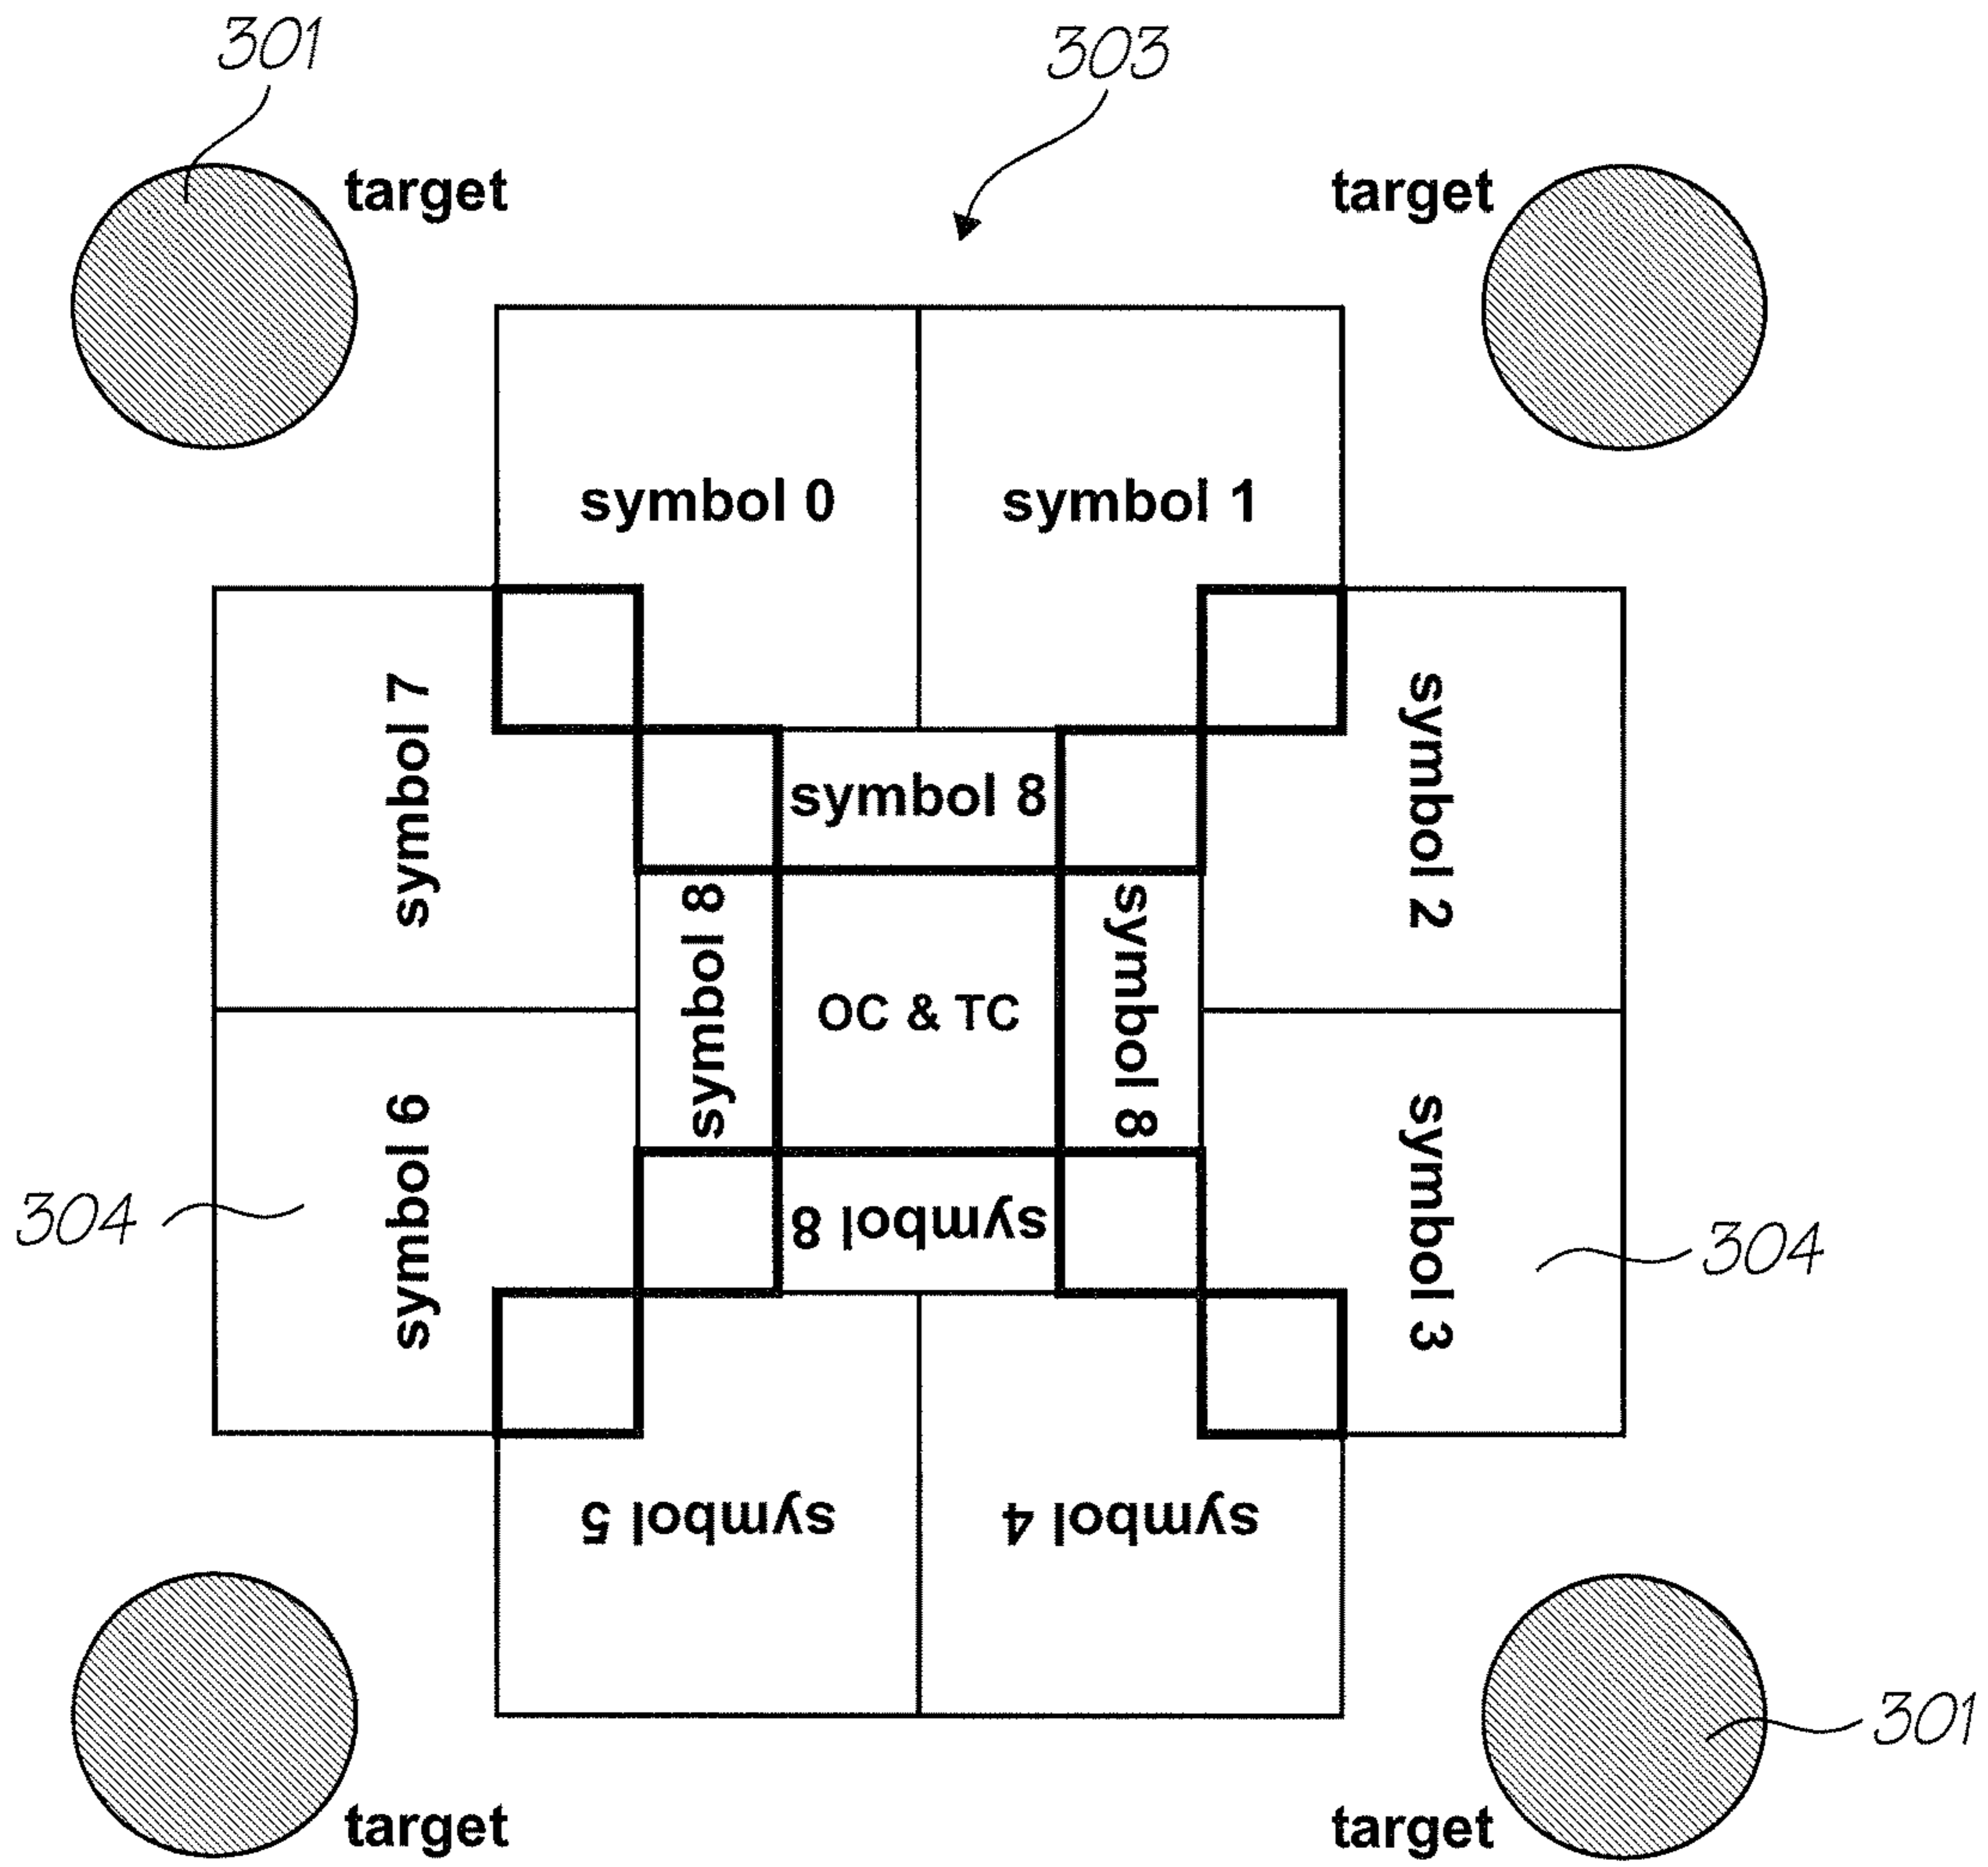 301
303
target
target
symbol 0
symbol 1
symbol 7
symbol 2
symbol 8
symbol 8
symbol 8
OC & TC
symbol 6
symbol 3
symbol 8
304
304
symbol 5
symbol 4
301
target
target